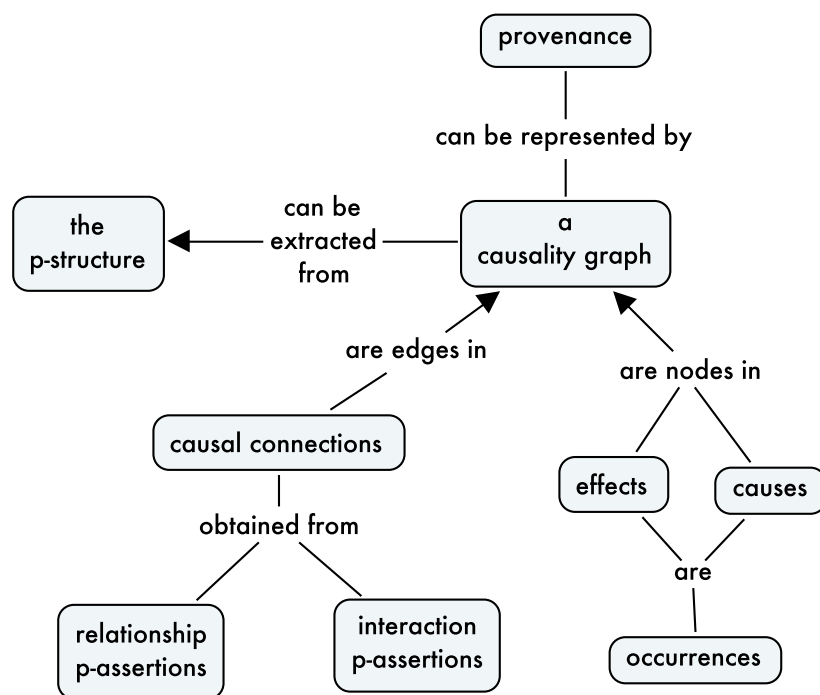 provenance
can be represented by
the
p-structure
can be
extracted
from
a
causality graph
are edges in
are nodes in
causal connections
effects
causes
obtained from
are
relationship
p-assertions
interaction
p-assertions
occurrences